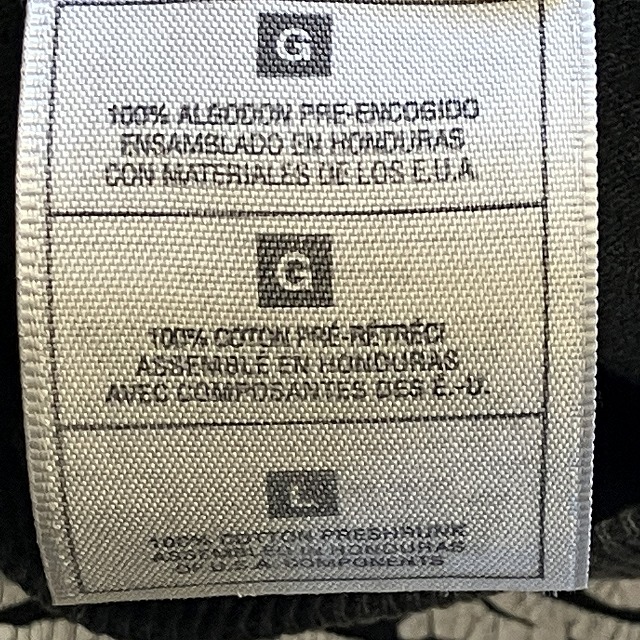 G
100% ALGODON PRE-ENCOGIDO
ENSAMBLADO EN HONDURAS
CON MATERIALES DE LOS E.U.A.
G
100% COTON PRÉ-RÉTRÉCI
ASSEMBLÉ EN HONDURAS
AVEC COMPOSANTES DES É.-U.
L
100% COTTON PRESHRUNK
ASSEMBLED IN HONDURAS
OF U.S.A. COMPONENTS